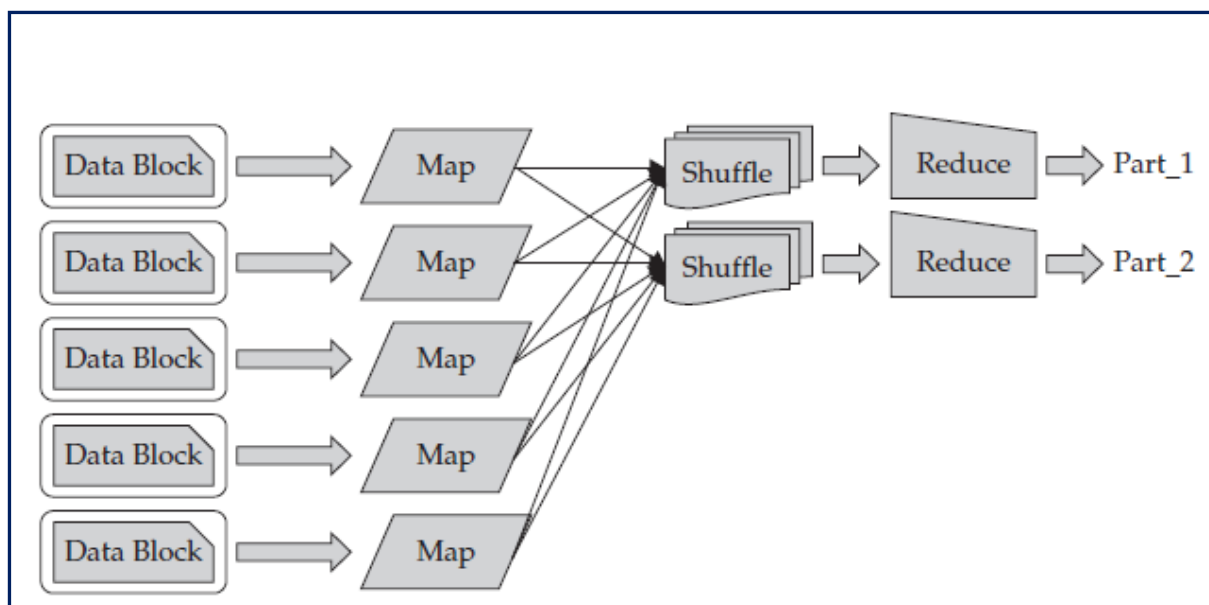 Data Block Map Shuffle Reduce Part_1
Data Block Map Shuffle Reduce Part_2
Data Block Map
Data Block Map
Data Block Map